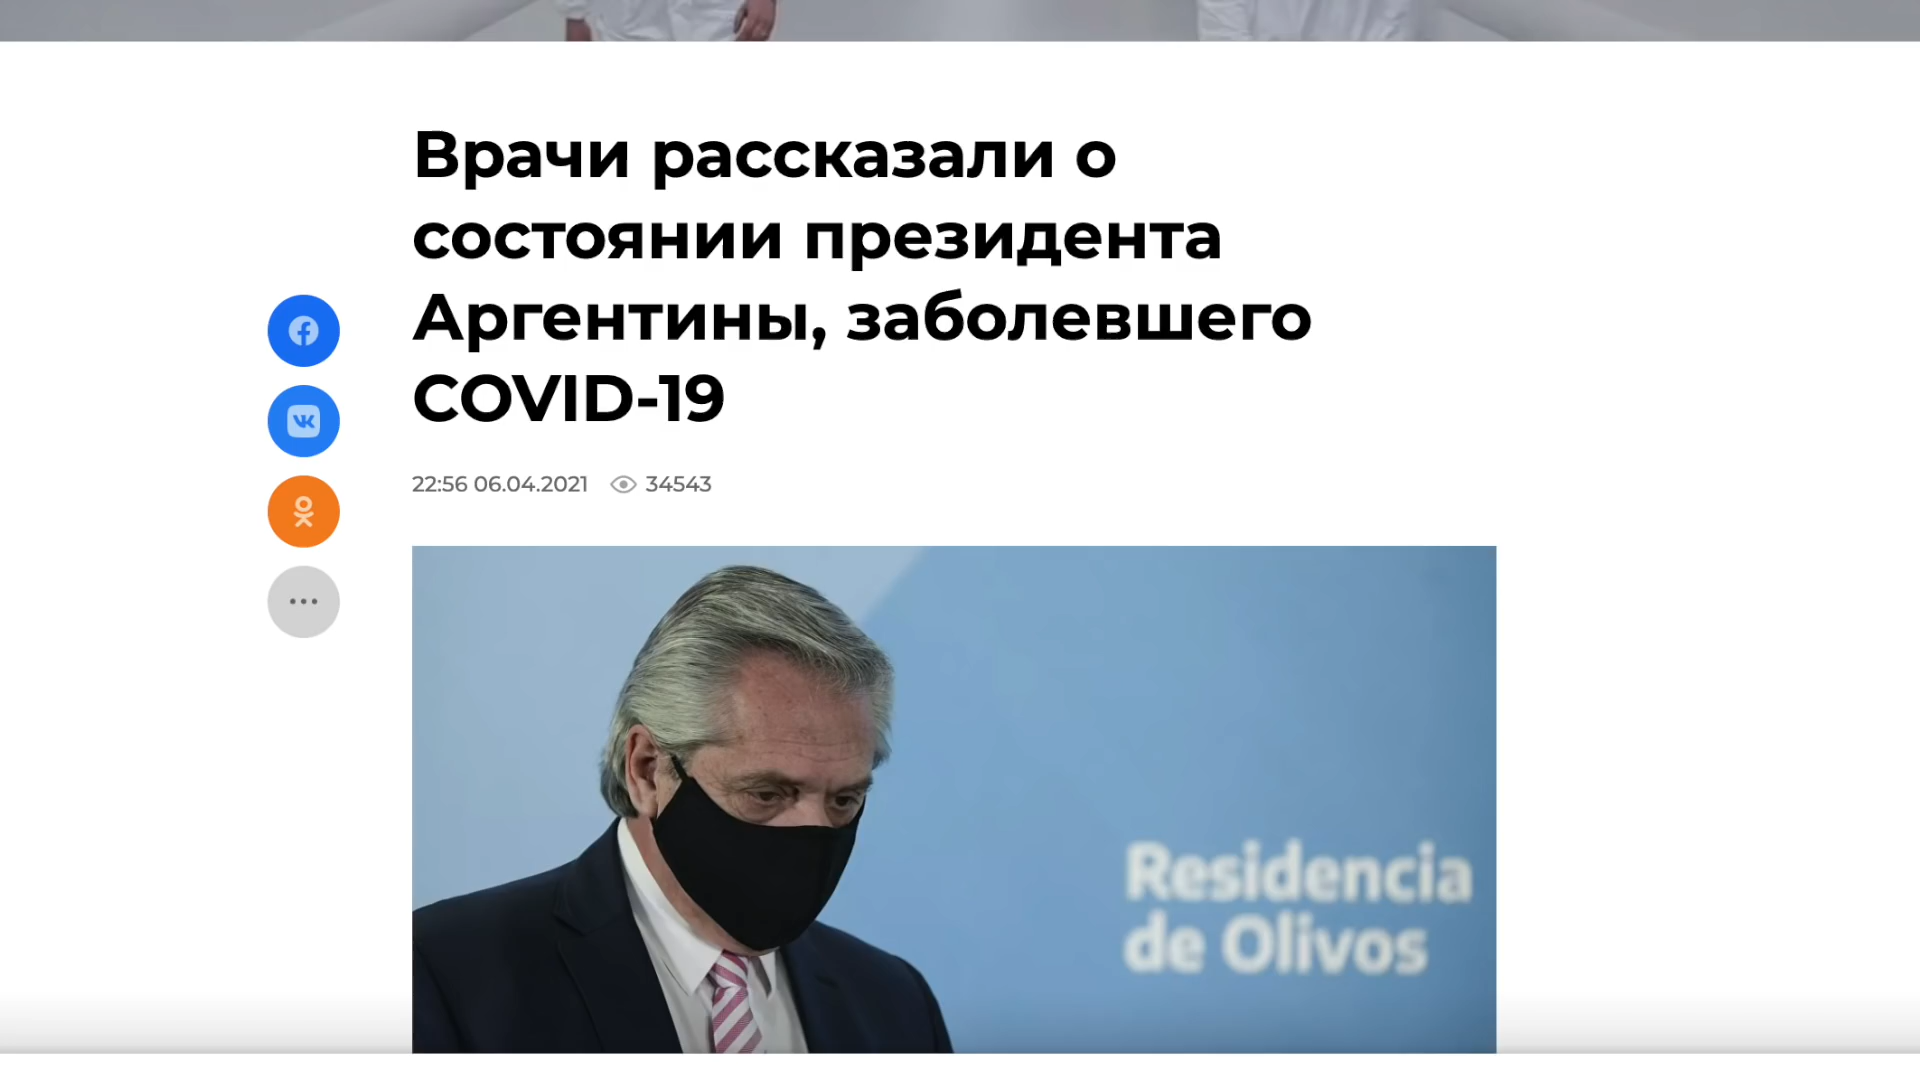 Врачи рассказали о
состоянии президента
Аргентины, заболевшего
COVID-19
22:56 06.04.2021 34543
Residencia
de Olivos